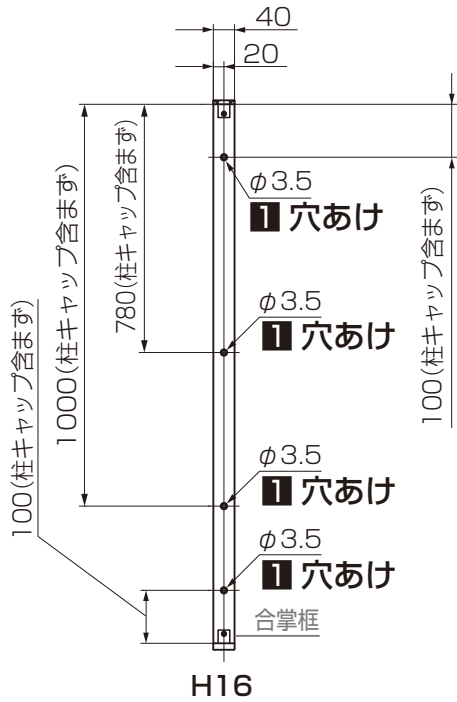 40
20
φ3.5
1 穴あけ
100(柱キャップ含まず)
780(柱キャップ含まず)
1000(柱キャップ含まず)
φ3.5
1 穴あけ
100(柱キャップ含まず)
φ3.5
1 穴あけ
φ3.5
1 穴あけ
合掌框
H16